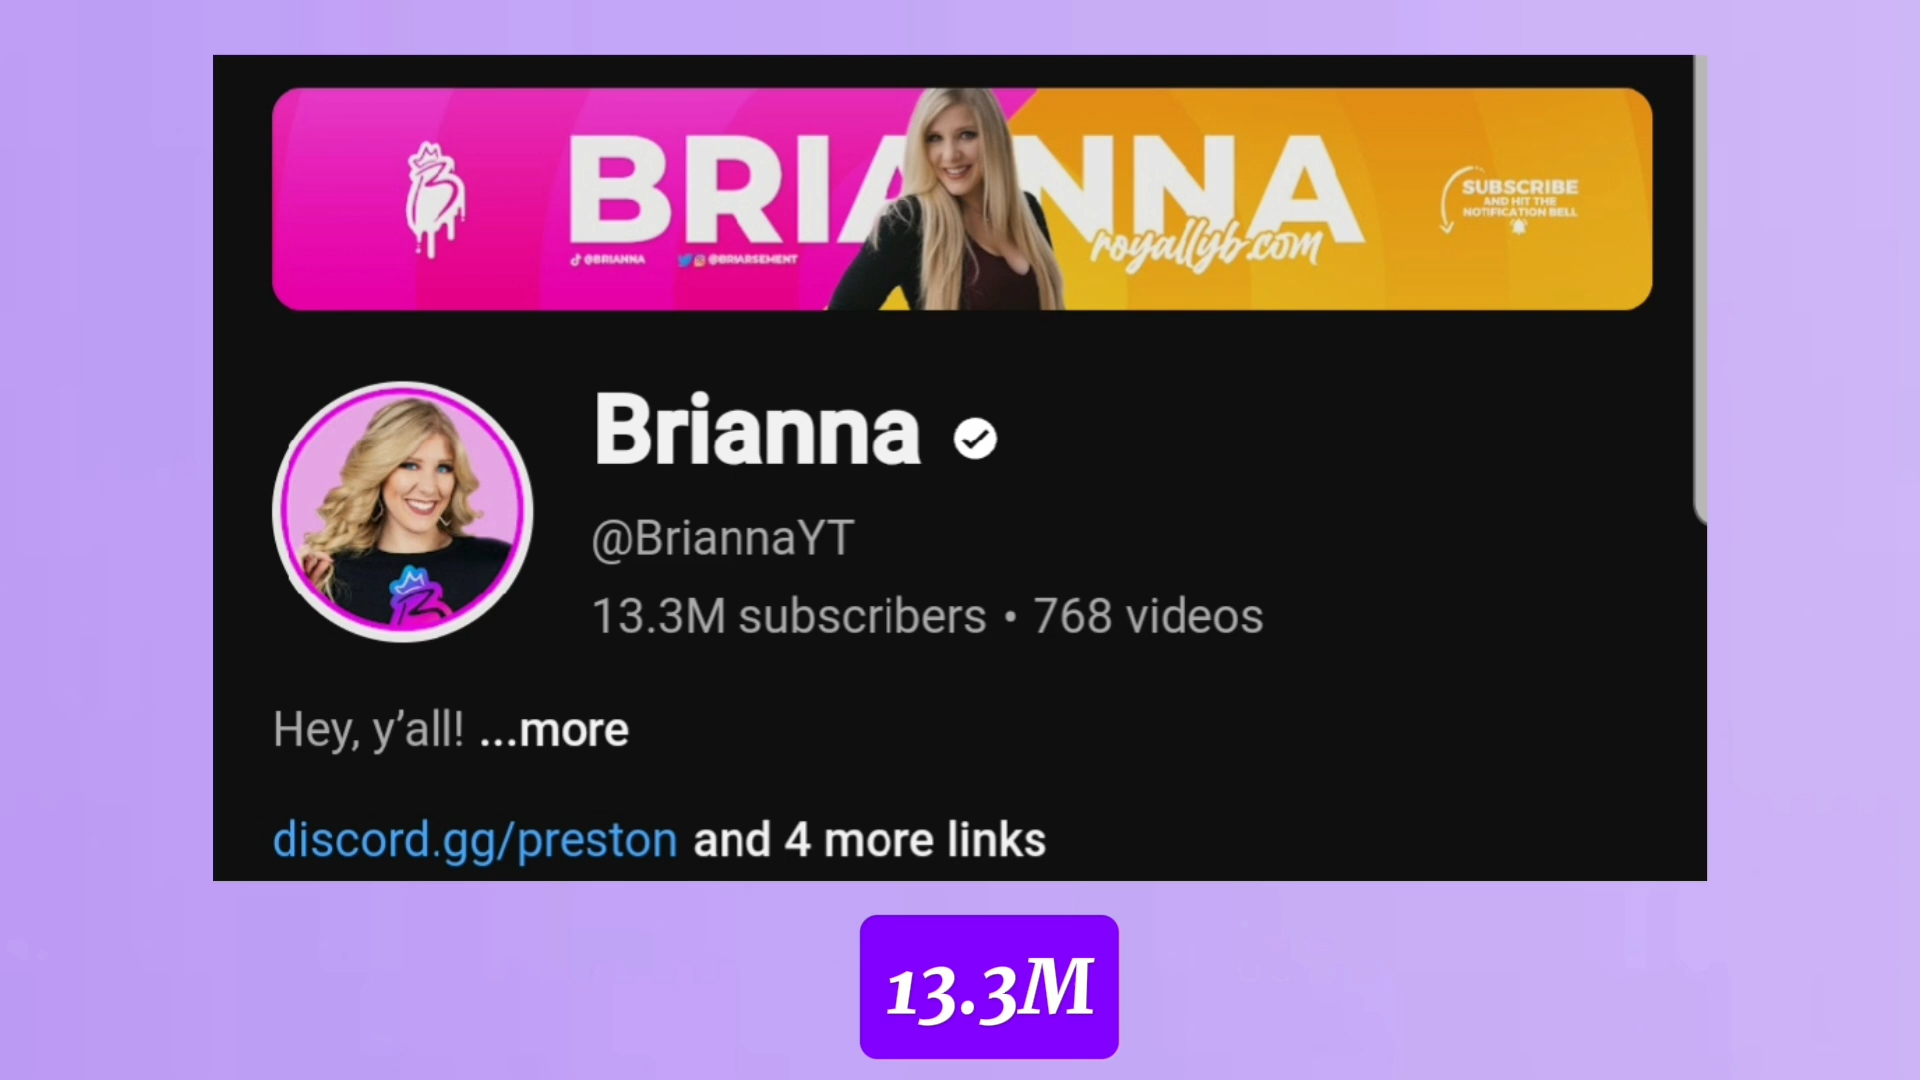 BRIANNA
@BRIANNA @BRIARSEMENT
royallyb.com
SUBSCRIBE
AND HIT THE
NOTIFICATION BELL
Brianna
@BriannaYT
13.3M subscribers • 768 videos
Hey, y’all! ...more
discord.gg/preston and 4 more links
13.3M